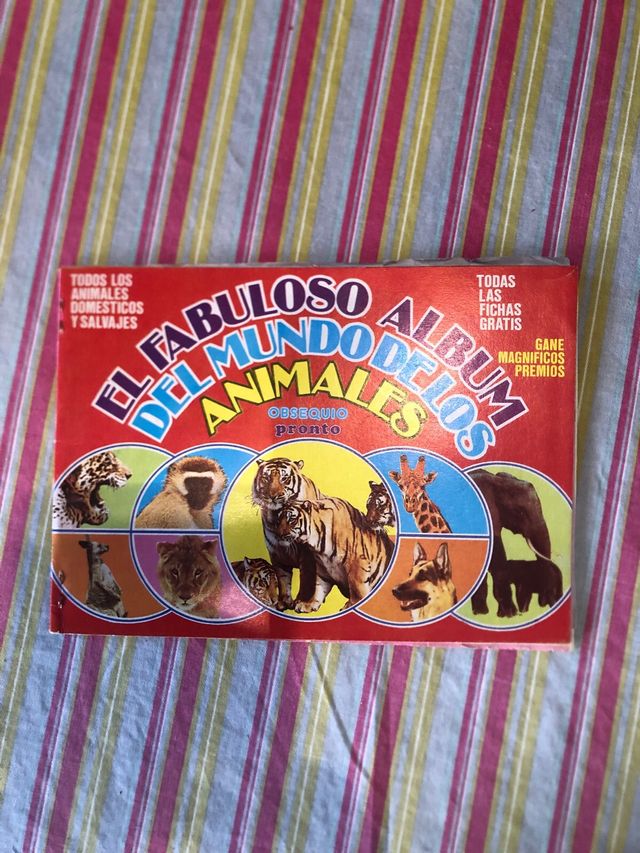 TODOS LOS
ANIMALES
DOMESTICOS
Y SALVAJES
EL FABULOSO ALBUM
DEL MUNDO DE LOS
ANIMALES
OBSEQUIO
pronto
TODAS
LAS
FICHAS
GRATIS
GANE
MAGNIFICOS
PREMIOS